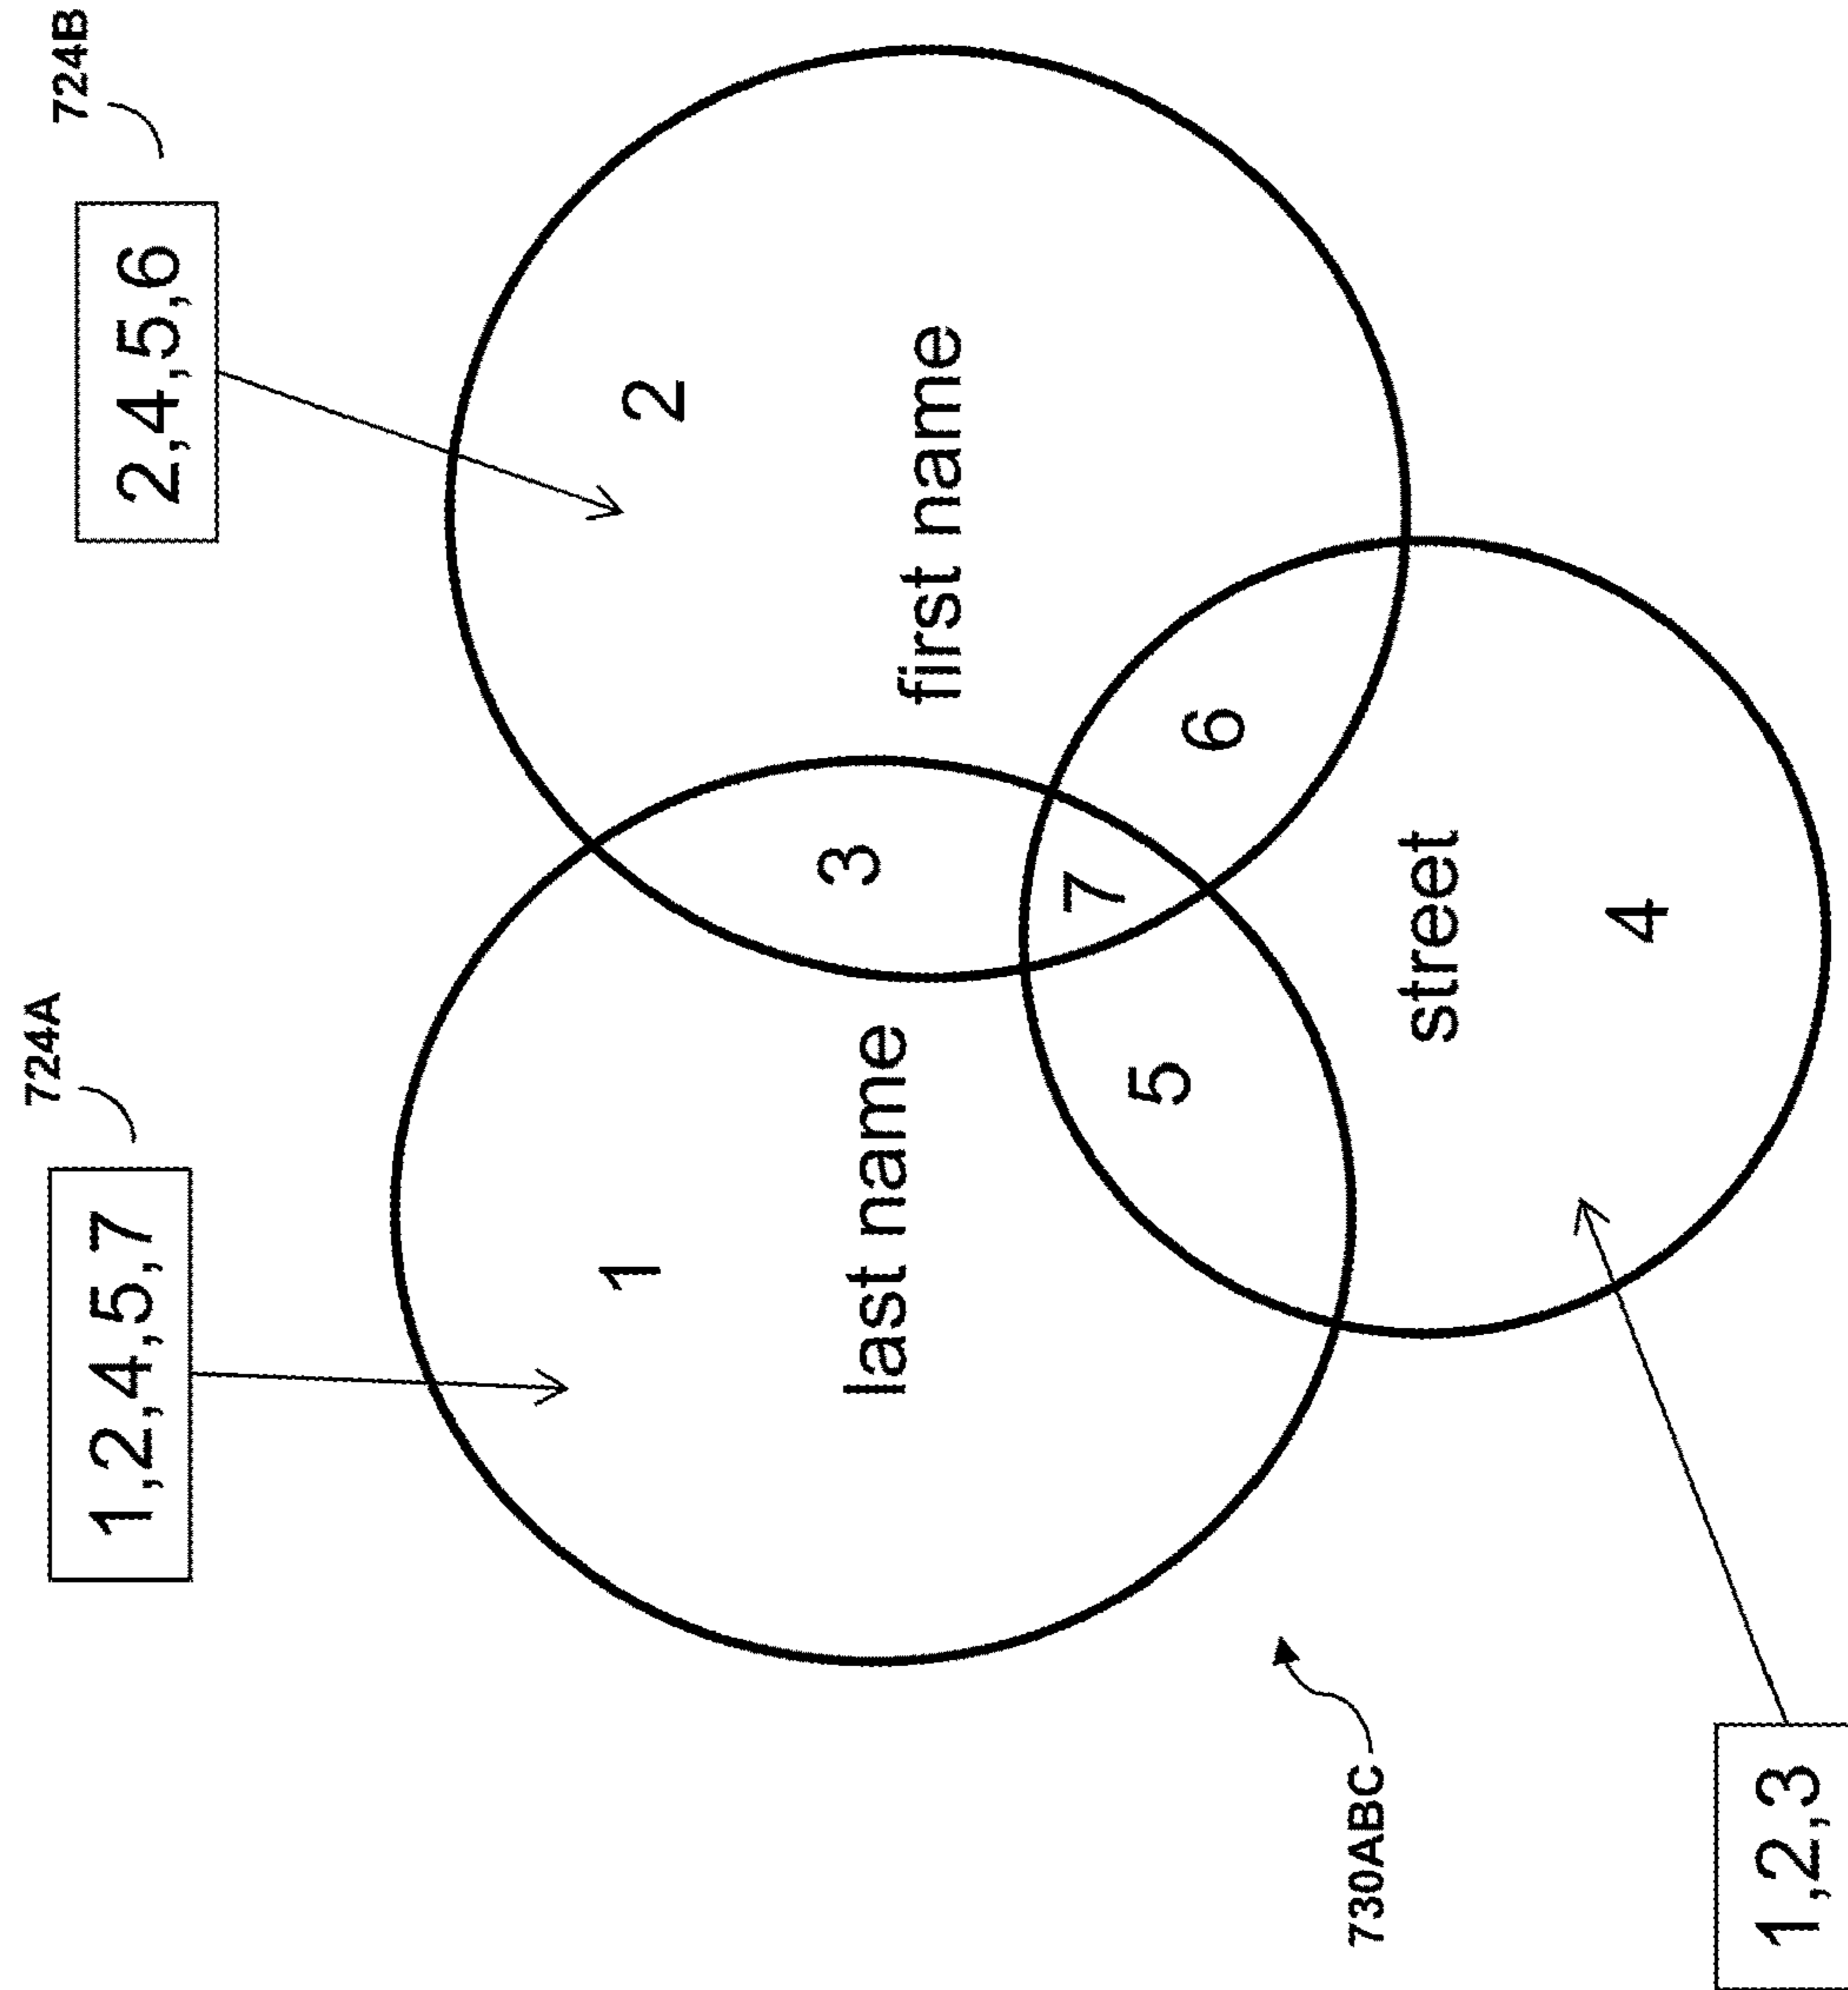 724A
724B
1,2,4,5,7
2,4,5,6
1
2
3
last name
first name
7
5
6
street
4
730ABC
1,2,3